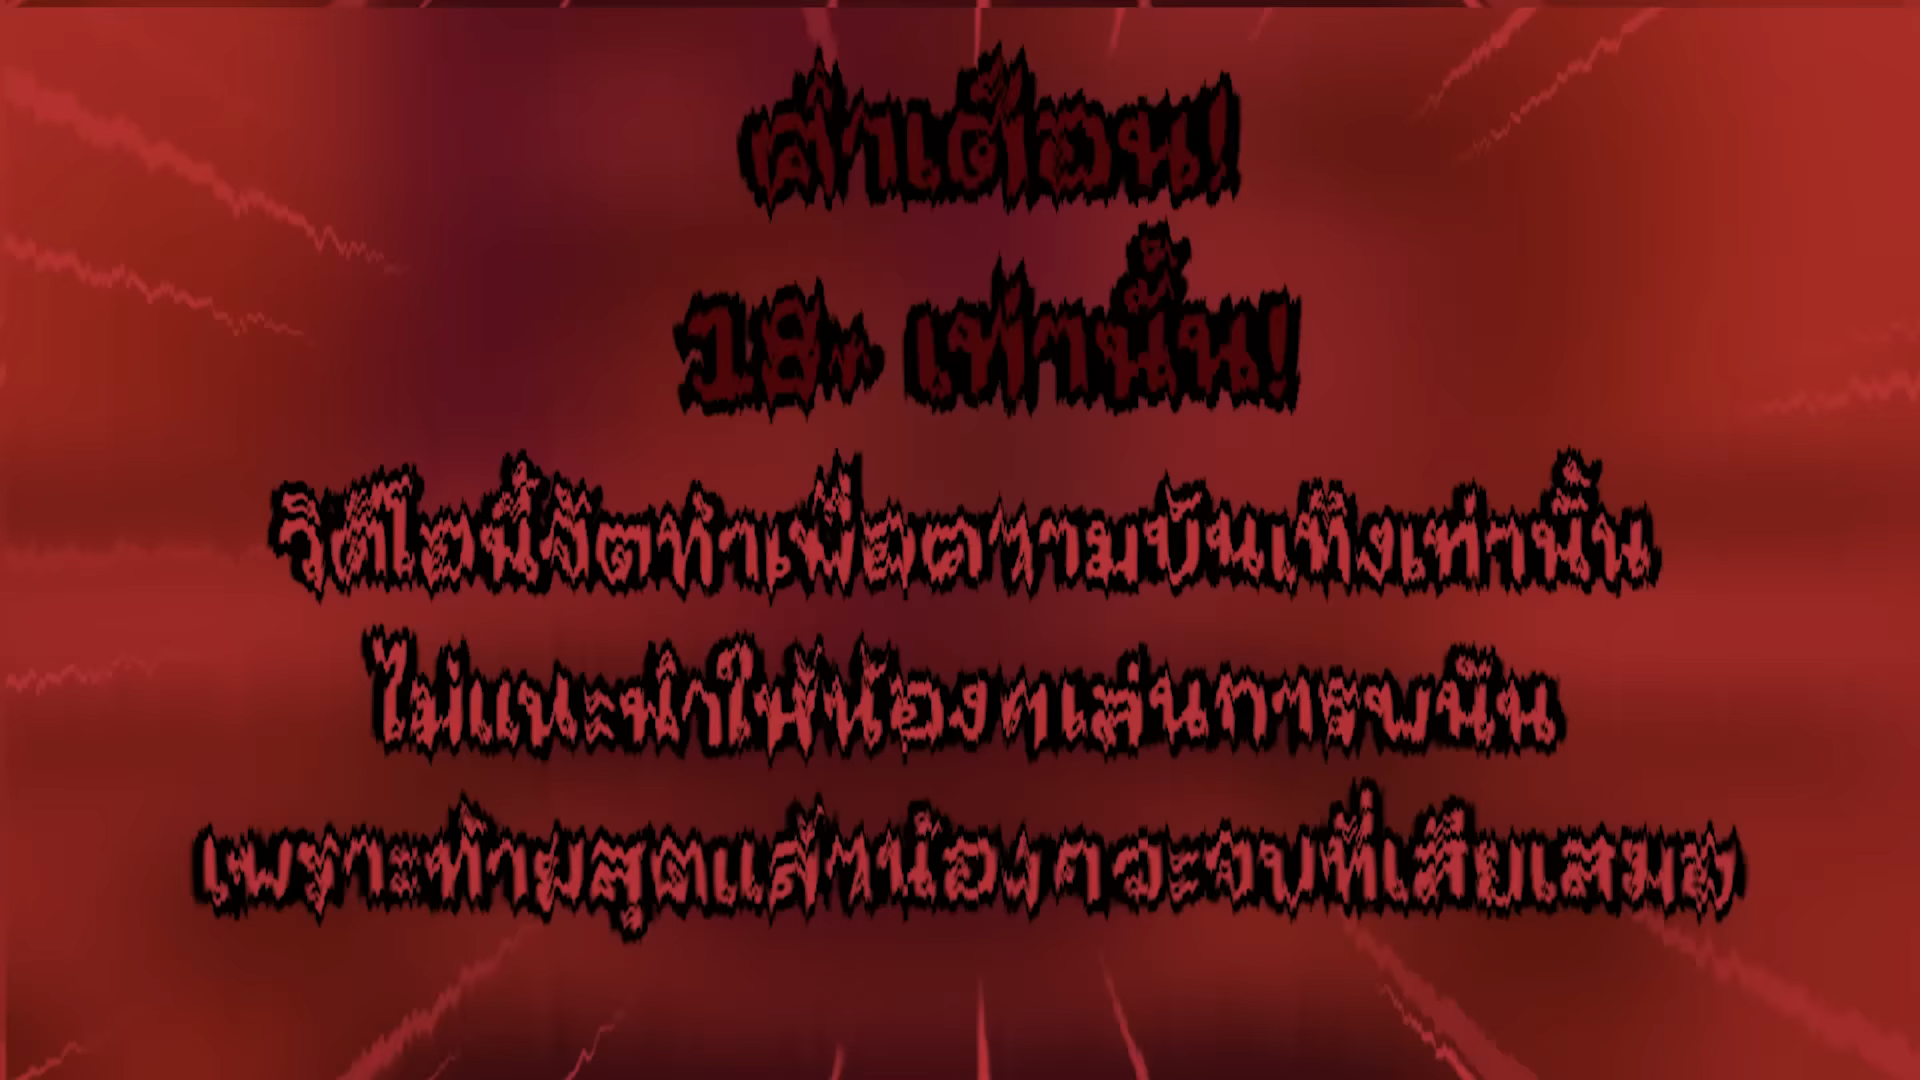 คำเตือน!
18+ เท่านั้น!
วิดีโอนี้จัดทำเพื่อความบันเทิงเท่านั้น
ไม่แนะนำให้น้องๆเล่นการพนัน
เพราะท้ายสุดแล้วน้องๆจะจบที่เสียเสมอ